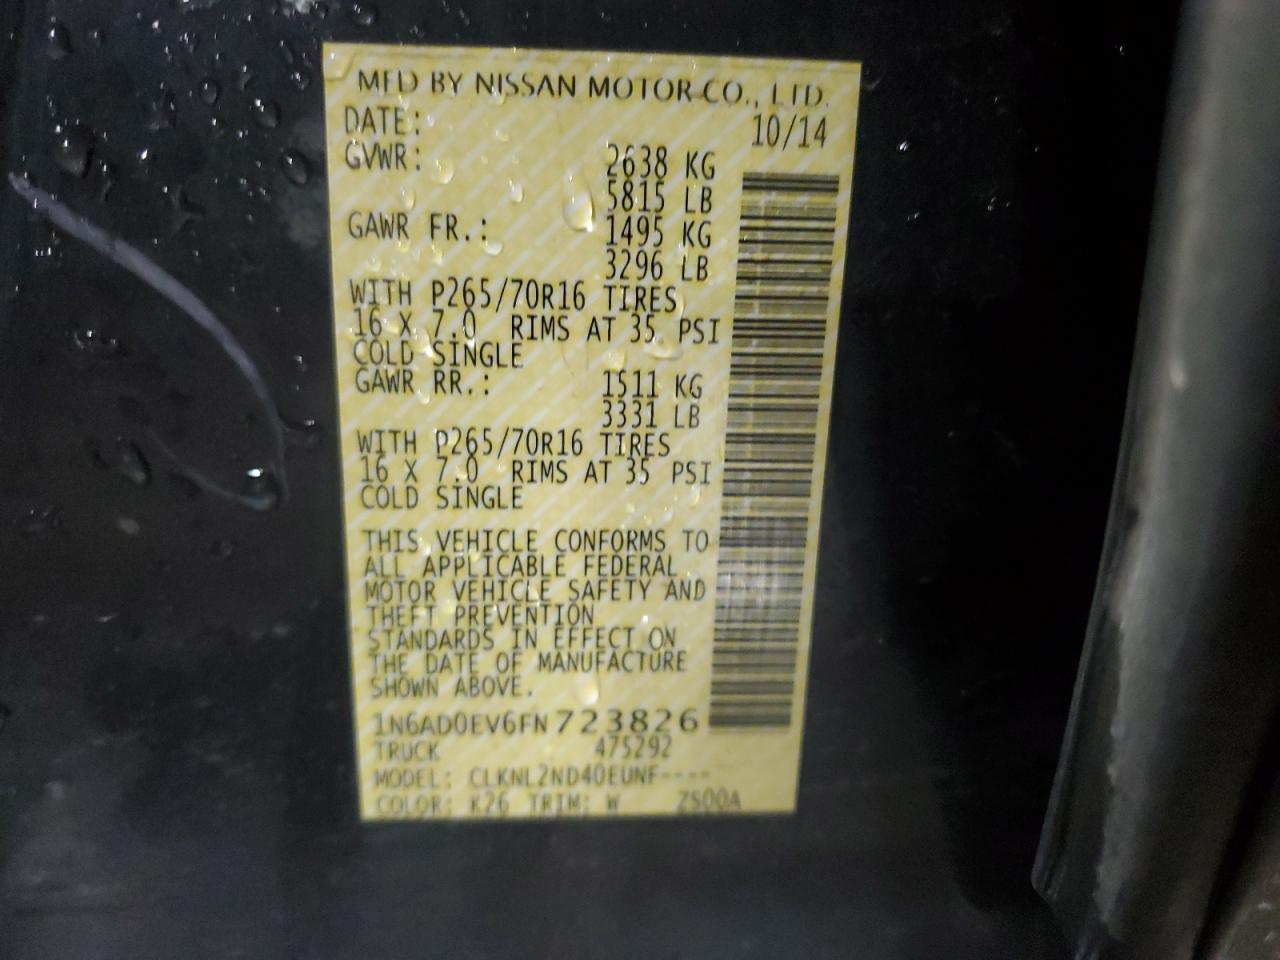 MFD BY NISSAN MOTOR CO., LTD.
DATE: 10/14
GVWR: 2638 KG
5815 LB
GAWR FR.: 1495 KG
3296 LB
WITH P265/70R16 TIRES
16 X 7.0 RIMS AT 35 PSI
COLD SINGLE
GAWR RR.: 1511 KG
3331 LB
WITH P265/70R16 TIRES
16 X 7.0 RIMS AT 35 PSI
COLD SINGLE
THIS VEHICLE CONFORMS TO
ALL APPLICABLE FEDERAL
MOTOR VEHICLE SAFETY AND
THEFT PREVENTION
STANDARDS IN EFFECT ON
THE DATE OF MANUFACTURE
SHOWN ABOVE.
1N6AD0EV6FN723826
TRUCK 475292
MODEL: CLKNL2ND40EUNF----
COLOR: K26 TRIM: W ZS00A